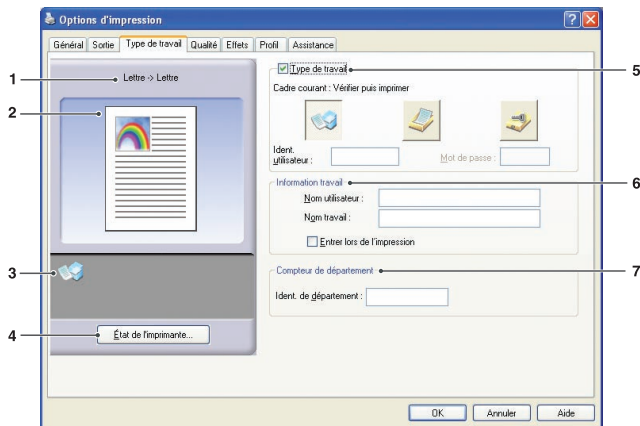 Options d'impression
Général Sortie Type de travail Qualité Effets Profil Assistance
1 Lettre -> Lettre
2
3
4 État de l'imprimante...
Type de travail 5
Cadre courant : Vérifier puis imprimer
Ident. utilisateur : Mot de passe :
Information travail 6
Nom utilisateur :
Nom travail :
Entrer lors de l'impression
Compteur de département 7
Ident. de département :
OK Annuler Aide